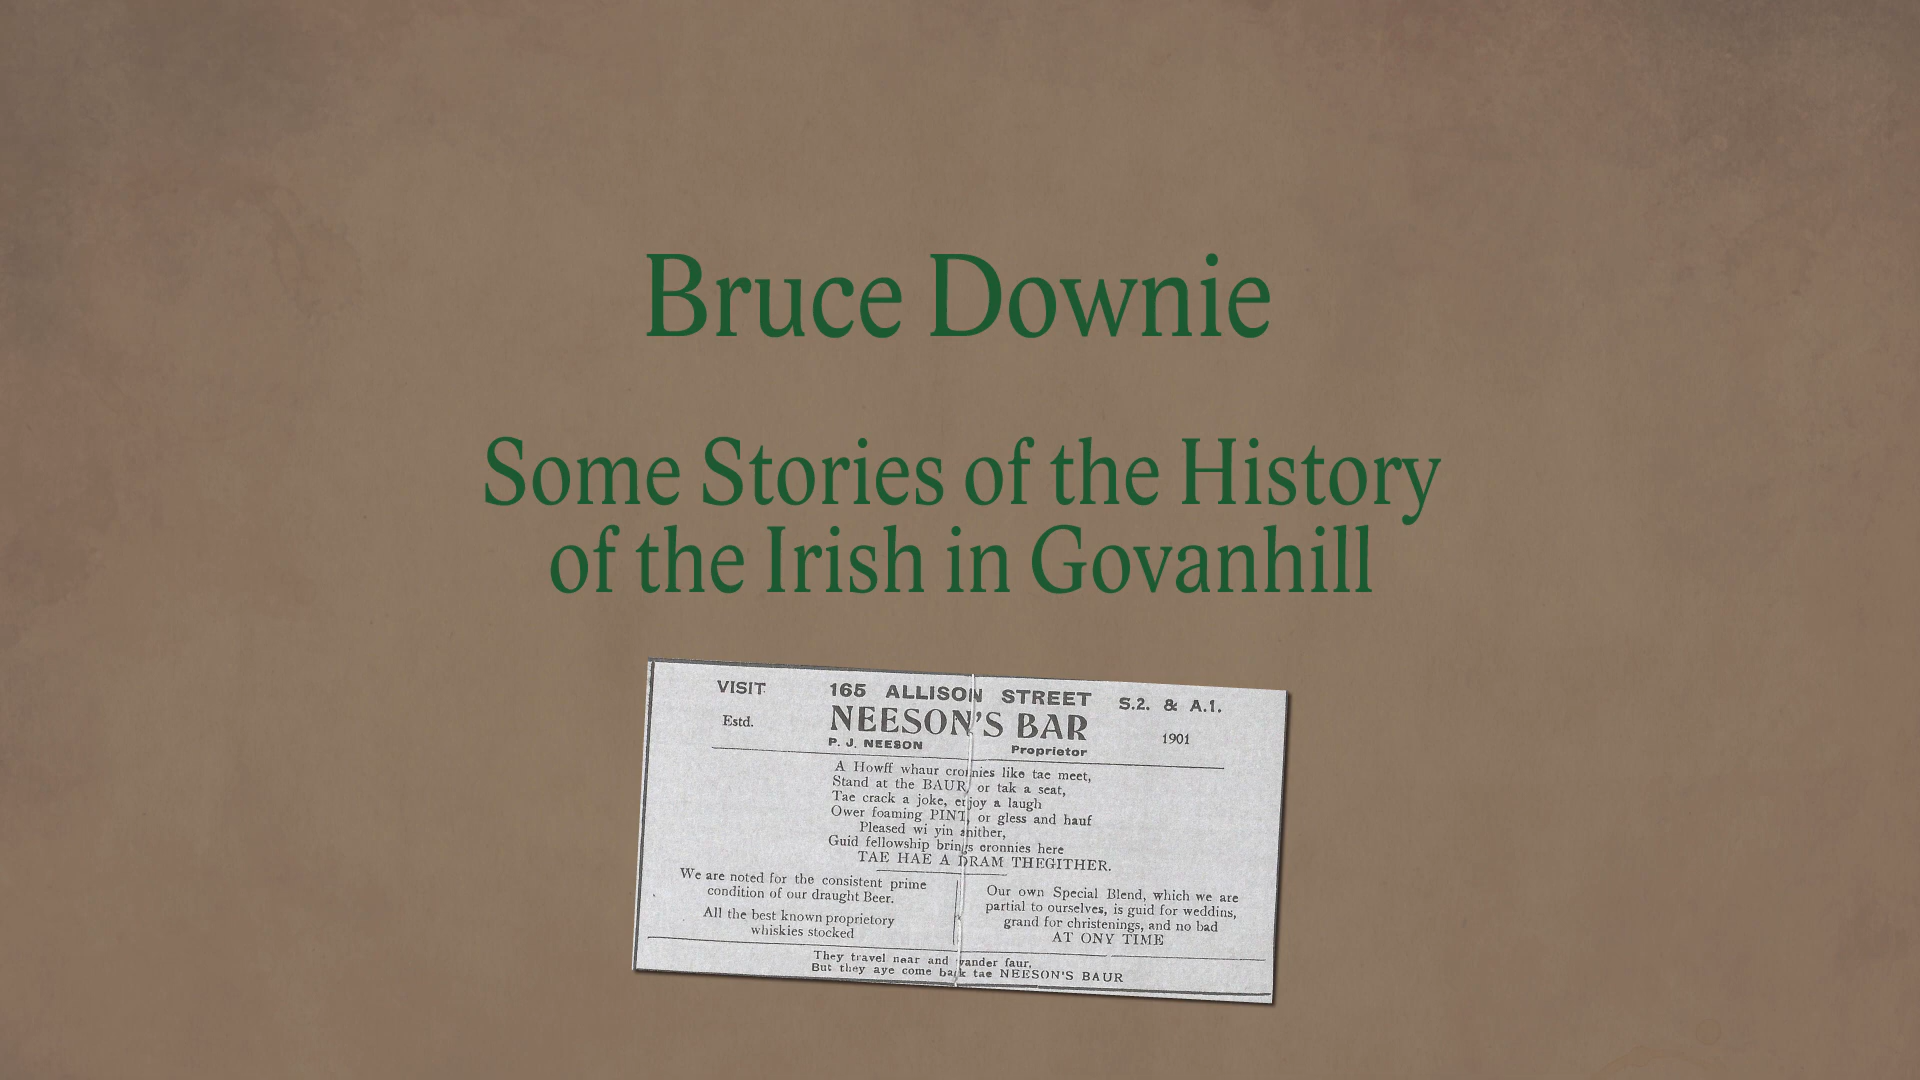 Bruce Downie
Some Stories of the History
of the Irish in Govanhill
VISIT 165 ALLISON STREET S.2. & A.1.
Estd. NEESON'S BAR 1901
P. J. NEESON Proprietor
A Howff whaur cronnies like tae meet,
Stand at the BAUR, or tak a seat,
Tae crack a joke, enjoy a laugh
Ower foaming PINT, or gless and hauf
Pleased wi yin anither,
Guid fellowship brings cronnies here
TAE HAE A DRAM THEGITHER.
We are noted for the consistent prime
condition of our draught Beer.
All the best known proprietory
whiskies stocked
Our own Special Blend, which we are
partial to ourselves, is guid for weddins,
grand for christenings, and no bad
AT ONY TIME
They travel near and wander faur,
But they aye come back tae NEESON'S BAUR